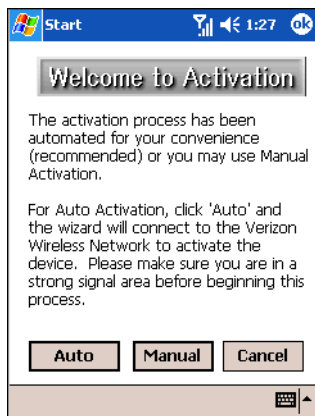 Start 1:27 ok
Welcome to Activation
The activation process has been
automated for your convenience
(recommended) or you may use Manual
Activation.
For Auto Activation, click 'Auto' and
the wizard will connect to the Verizon
Wireless Network to activate the
device. Please make sure you are in a
strong signal area before beginning this
process.
Auto Manual Cancel